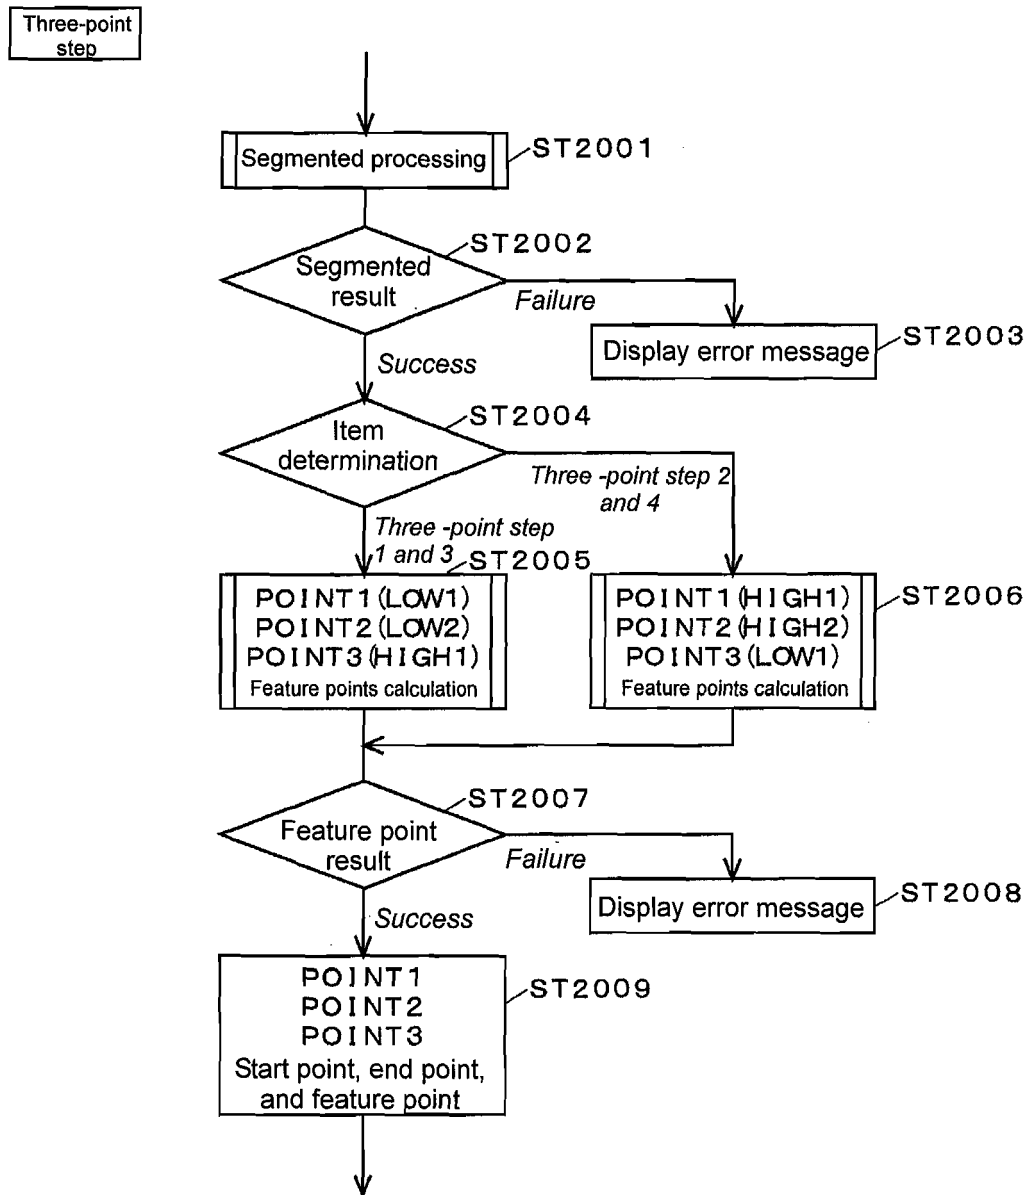 Three-point
step
Segmented processing
ST2001
Segmented
result
ST2002
Failure
Display error message
ST2003
Success
Item
determination
ST2004
Three -point step 2
and 4
Three -point step
1 and 3
ST2005
POINT1(LOW1)
POINT2(LOW2)
POINT3(HIGH1)
Feature points calculation
POINT1(HIGH1)
POINT2(HIGH2)
POINT3(LOW1)
Feature points calculation
ST2006
Feature point
result
ST2007
Failure
Display error message
ST2008
Success
POINT1
POINT2
POINT3
Start point, end point,
and feature point
ST2009